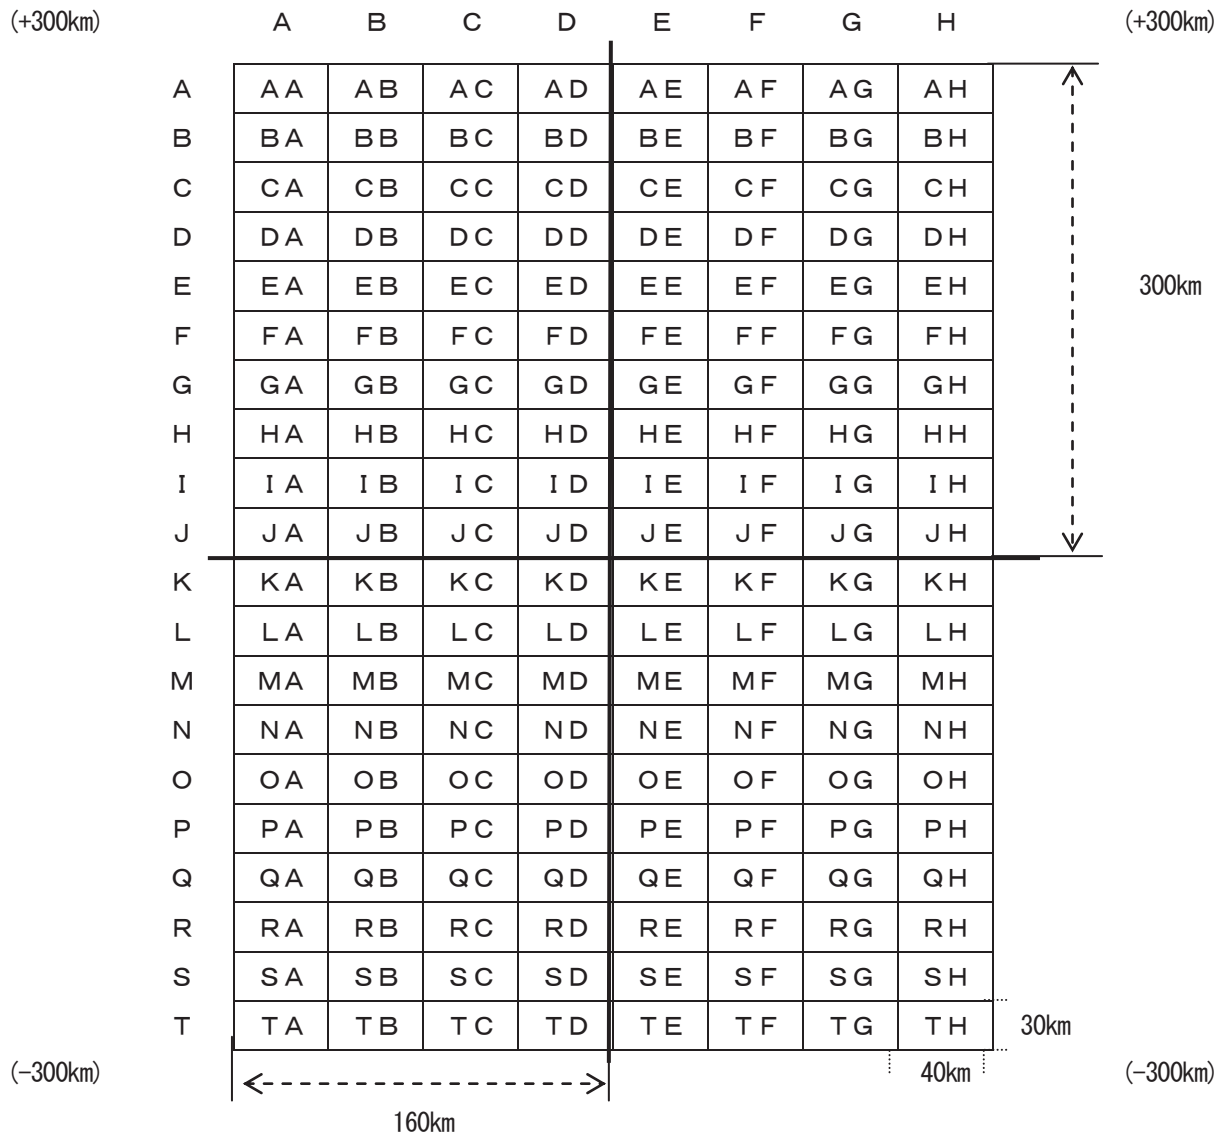 (+300km) A B C D E F G H (+300km)
A AA AB AC AD AE AF AG AH
B BA BB BC BD BE BF BG BH
C CA CB CC CD CE CF CG CH
D DA DB DC DD DE DF DG DH
E EA EB EC ED EE EF EG EH 300km
F FA FB FC FD FE FF FG FH
G GA GB GC GD GE GF GG GH
H HA HB HC HD HE HF HG HH
I IA IB IC ID IE IF IG IH
J JA JB JC JD JE JF JG JH
K KA KB KC KD KE KF KG KH
L LA LB LC LD LE LF LG LH
M MA MB MC MD ME MF MG MH
N NA NB NC ND NE NF NG NH
O OA OB OC OD OE OF OG OH
P PA PB PC PD PE PF PG PH
Q QA QB QC QD QE QF QG QH
R RA RB RC RD RE RF RG RH
S SA SB SC SD SE SF SG SH
T TA TB TC TD TE TF TG TH 30km
(-300km) 40km (-300km)
160km